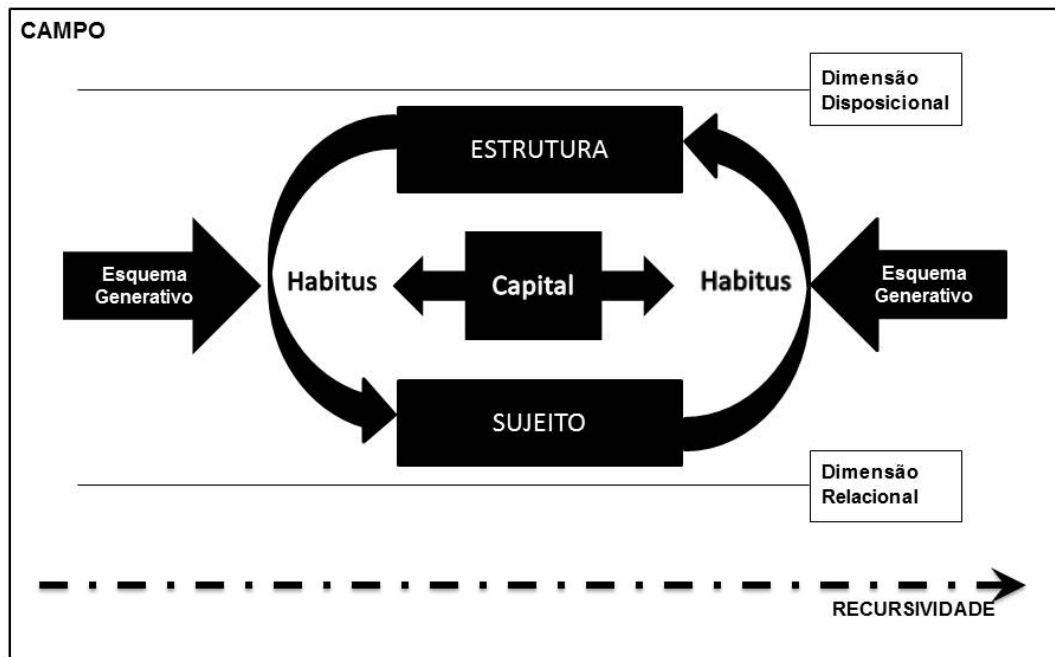 CAMPO
Dimensão
Disposicional
ESTRUTURA
Esquema
Generativo
Habitus
Capital
Habitus
Esquema
Generativo
SUJEITO
Dimensão
Relacional
RECURSIVIDADE